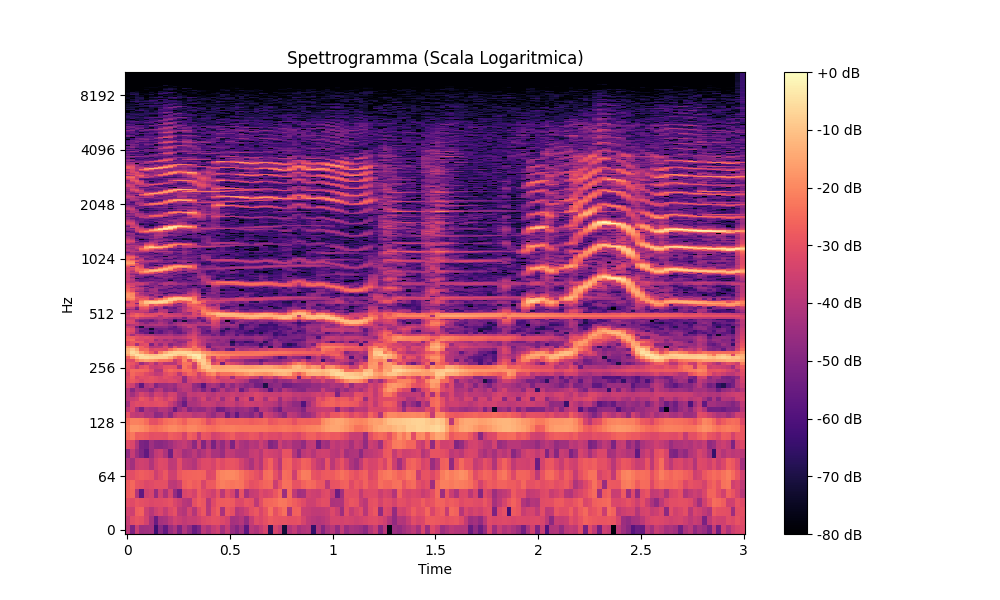 Spettrogramma (Scala Logaritmica)
Hz
8192
4096
2048
1024
512
256
128
64
0
0
0.5
1
1.5
2
2.5
3
Time
+0 dB
-10 dB
-20 dB
-30 dB
-40 dB
-50 dB
-60 dB
-70 dB
-80 dB